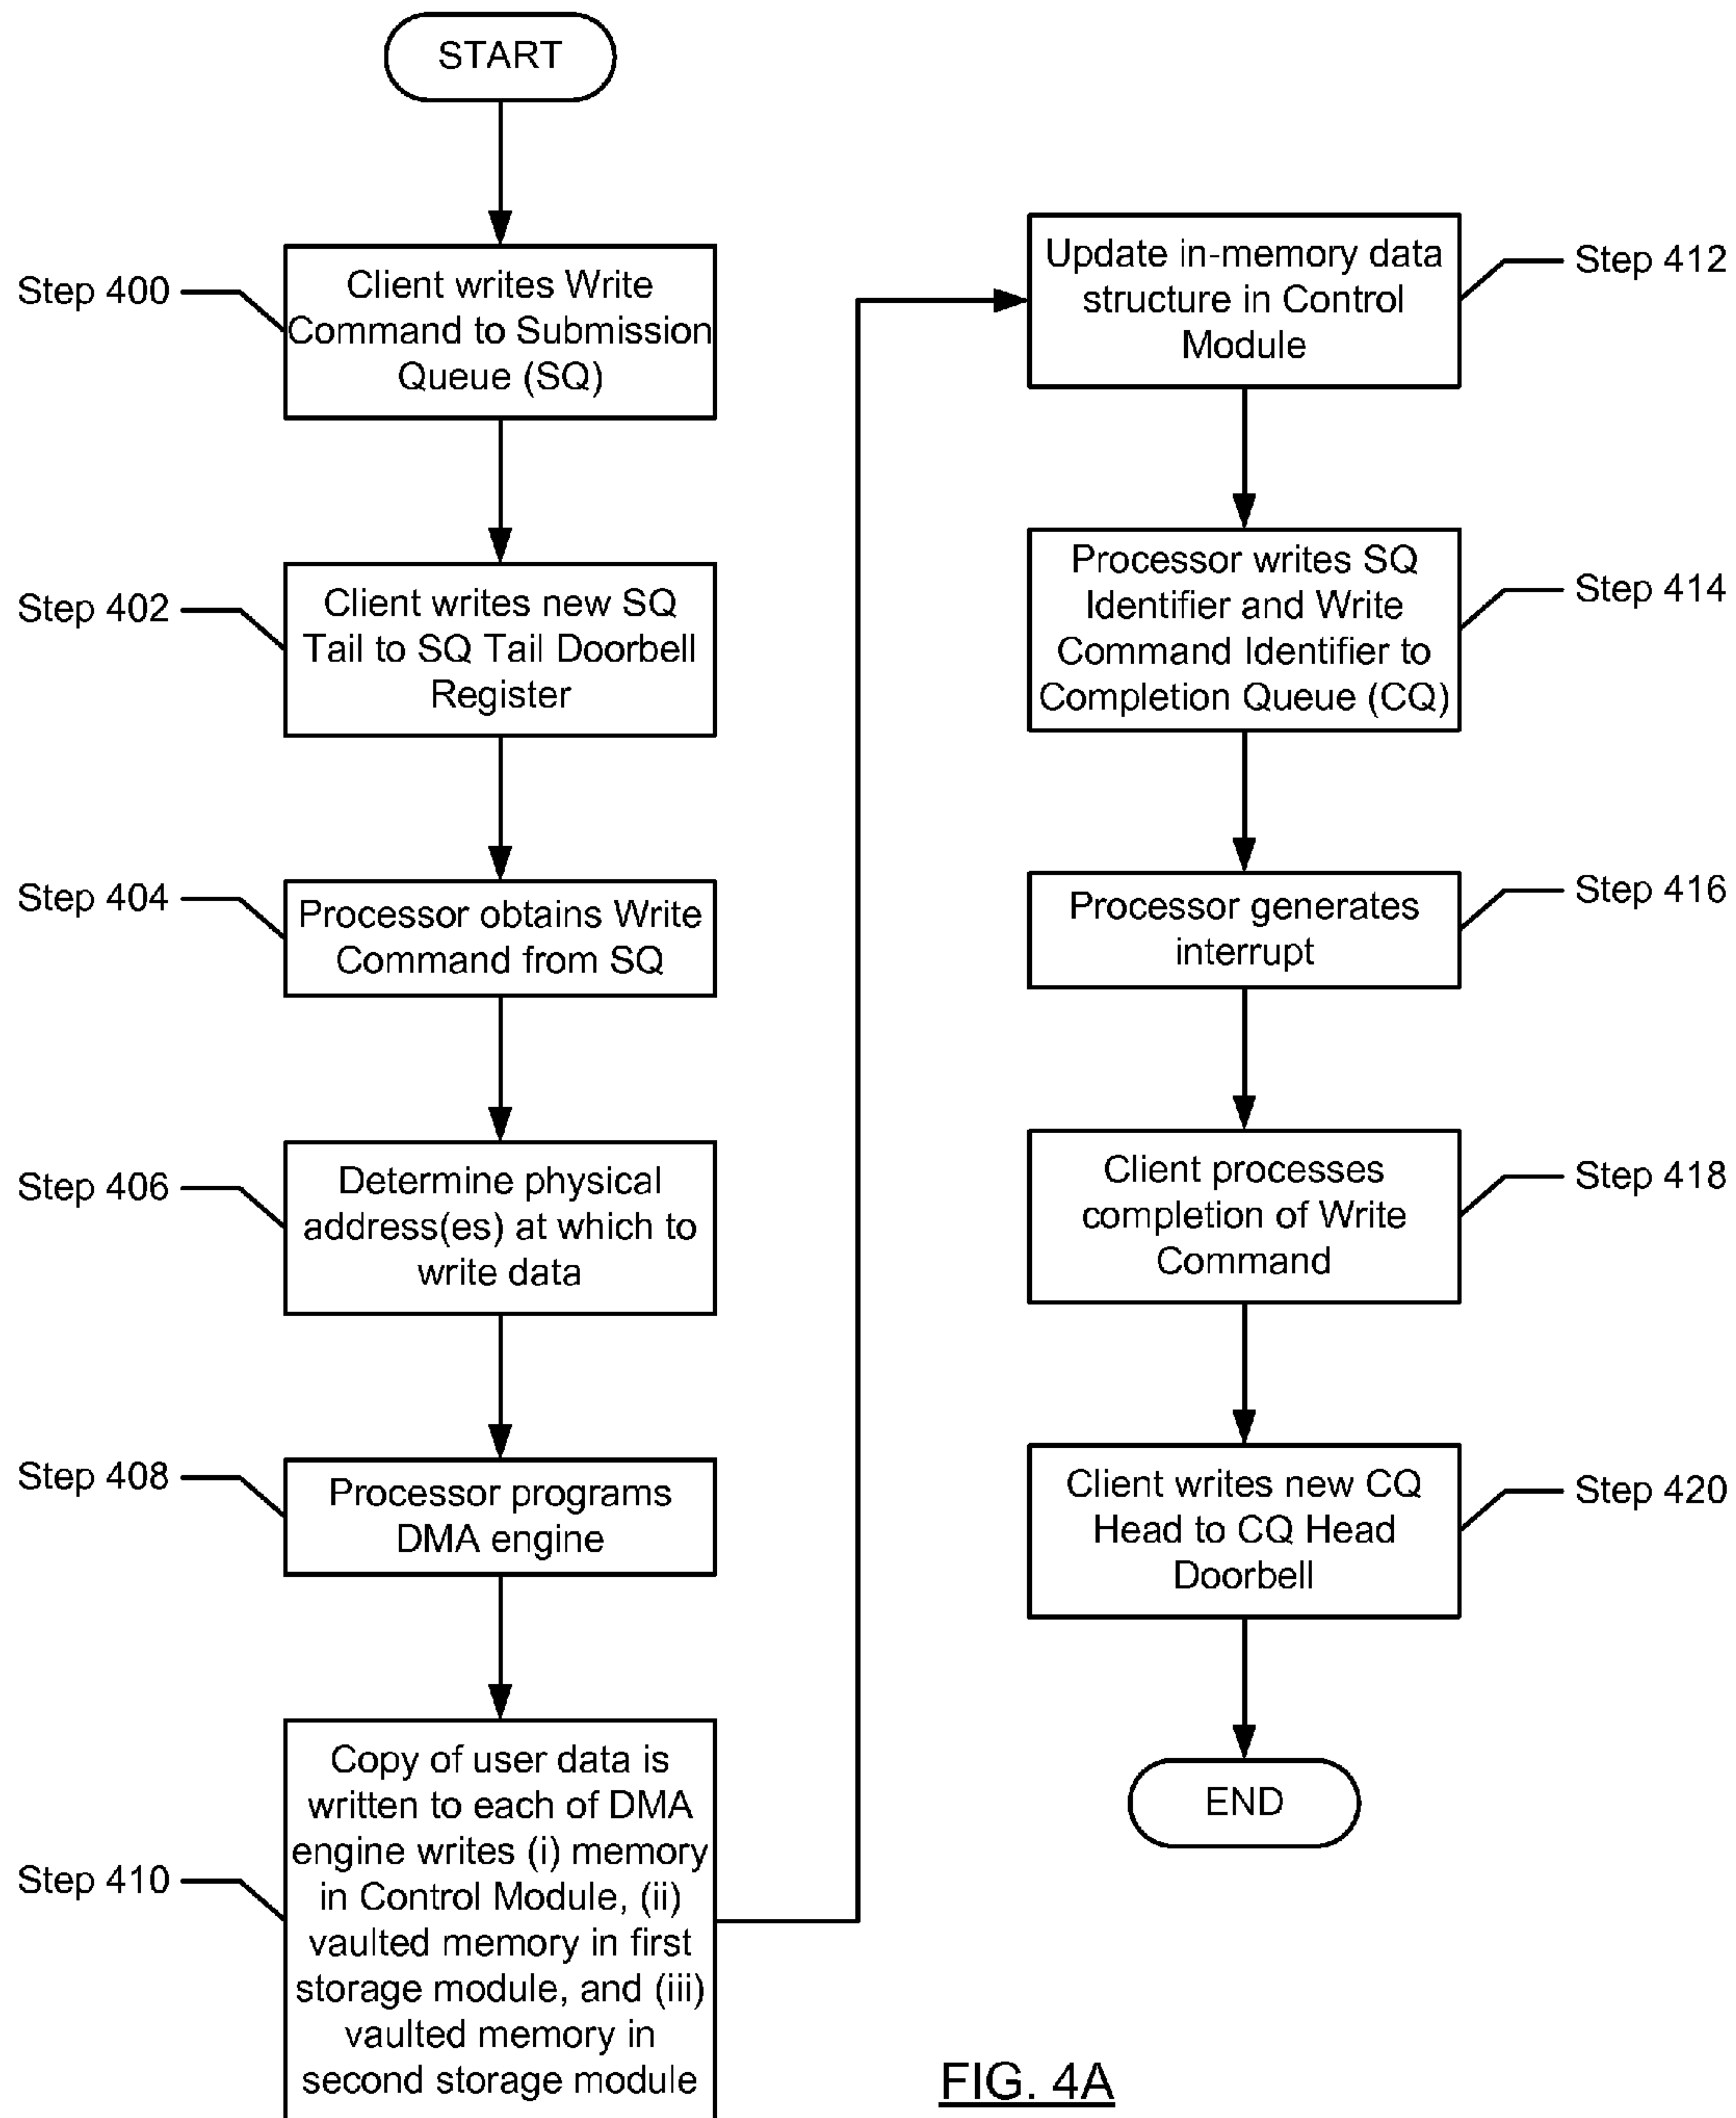 START
Step 400
Client writes Write
Command to Submission
Queue (SQ)
Step 402
Client writes new SQ
Tail to SQ Tail Doorbell
Register
Step 404
Processor obtains Write
Command from SQ
Step 406
Determine physical
address(es) at which to
write data
Step 408
Processor programs
DMA engine
Step 410
Copy of user data is
written to each of DMA
engine writes (i) memory
in Control Module, (ii)
vaulted memory in first
storage module, and (iii)
vaulted memory in
second storage module
Update in-memory data
structure in Control
Module
Step 412
Processor writes SQ
Identifier and Write
Command Identifier to
Completion Queue (CQ)
Step 414
Processor generates
interrupt
Step 416
Client processes
completion of Write
Command
Step 418
Client writes new CQ
Head to CQ Head
Doorbell
Step 420
END
FIG. 4A